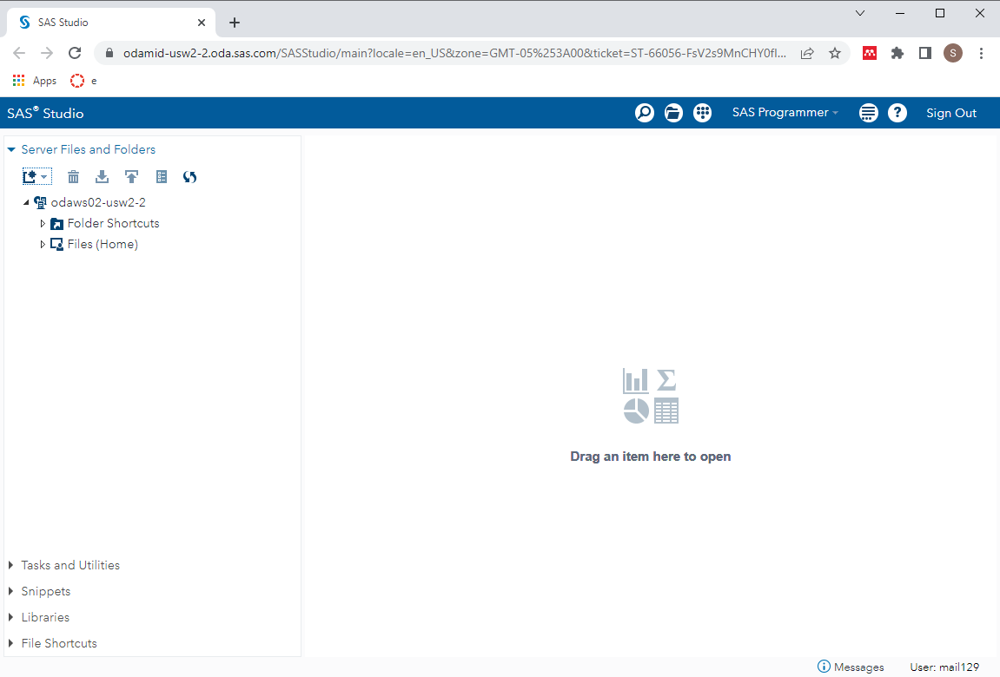 SAS Studio
odamid-usw2-2.oda.sas.com/SASStudio/main?locale=en_US&zone=GMT-05%253A00&ticket=ST-66056-FsV2s9MnCHY0fl...
S
Apps
e
SAS® Studio
SAS Programmer
?
Sign Out
Server Files and Folders
odaws02-usw2-2
Folder Shortcuts
Files (Home)
Σ
Drag an item here to open
Tasks and Utilities
Snippets
Libraries
File Shortcuts
Messages
User: mail129